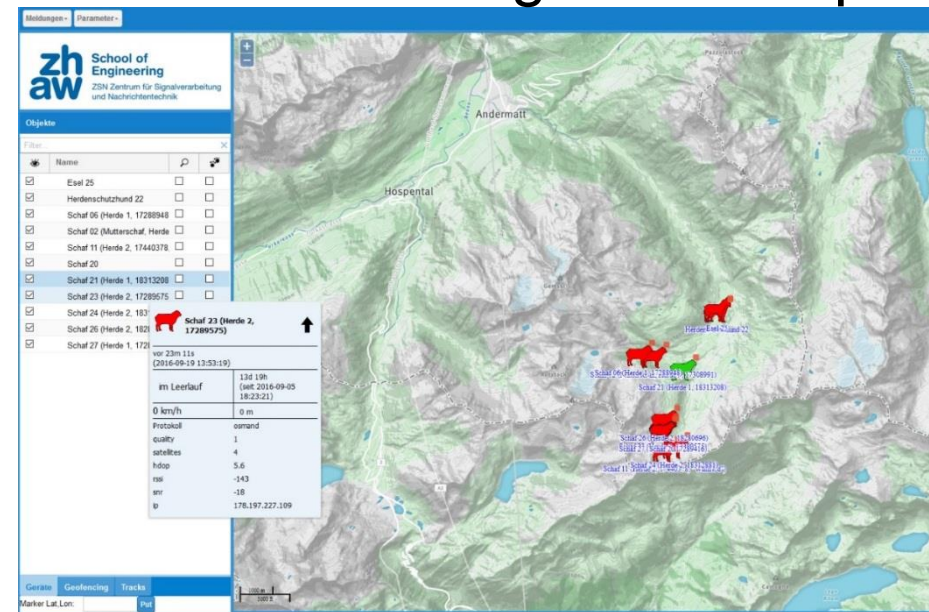 Meldungen
Parameter
zhaw
School of
Engineering
ZSN Zentrum für Signalverarbeitung
und Nachrichtentechnik
Objekte
Filter...
Name
Esel 25
Herdenschutzhund 22
Schaf 06 (Herde 1, 17288948
Schaf 02 (Mutterschaf, Herde
Schaf 11 (Herde 2, 17440378,
Schaf 20
Schaf 21 (Herde 1, 18313208
Schaf 23 (Herde 2, 17289575
Schaf 24 (Herde 2, 183
Schaf 26 (Herde 2, 182
Schaf 27 (Herde 1, 172
Schaf 23 (Herde 2,
17289575)
vor 23m 11s
(2016-09-19 13:53:19)
im Leerlauf
13d 19h
(seit 2016-09-05
18:23:21)
0 km/h 0 m
Protokoll osmand
quality 1
satellites 4
hdop 5.6
rssi -143
snr -18
ip 178.197.227.109
Geräte Geofencing Tracks
Marker Lat,Lon: Put
+
−
Andermatt
Hospental
Schaf 21 (Herde 1, 18313208)